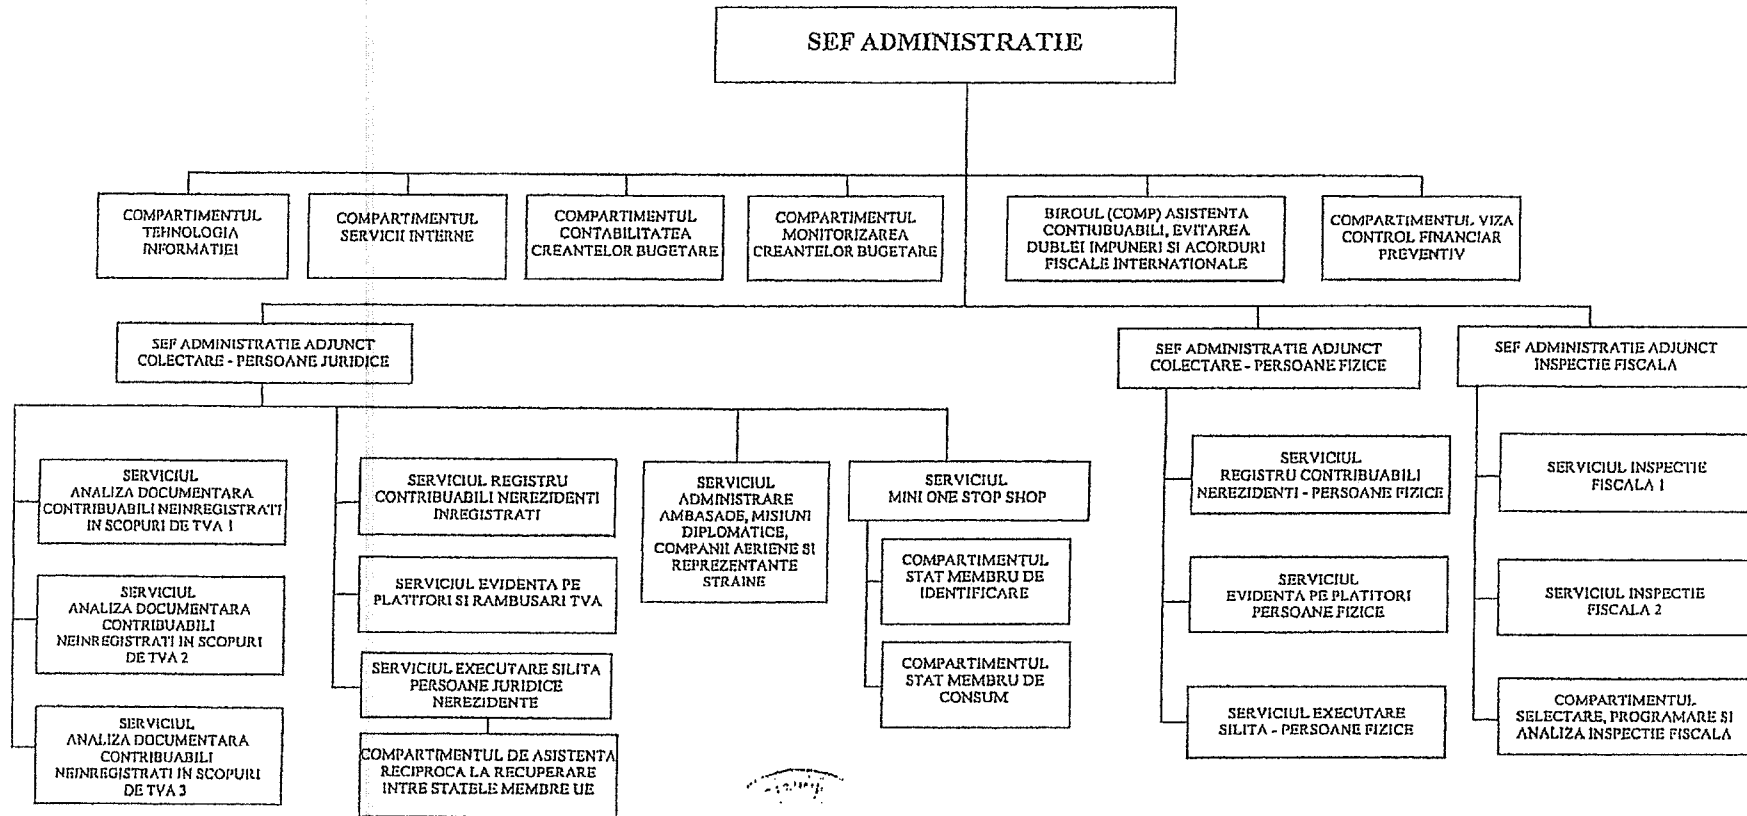 SEF ADMINISTRATIE
COMPARTIMENTUL
TEHNOLOGIA
INFORMATIEI
COMPARTIMENTUL
SERVICII INTERNE
COMPARTIMENTUL
CONTABILITATEA
CREANTELOR BUGETARE
COMPARTIMENTUL
MONITORIZAREA
CREANTELOR BUGETARE
BIROUL (COMP) ASISTENTA
CONTRIBUABILI, EVITAREA
DUBLEI IMPUNERI SI ACORDURI
FISCALE INTERNATIONALE
COMPARTIMENTUL VIZA
CONTROL FINANCIAR
PREVENTIV
SEF ADMINISTRATIE ADJUNCT
COLECTARE - PERSOANE JURIDICE
SEF ADMINISTRATIE ADJUNCT
COLECTARE - PERSOANE FIZICE
SEF ADMINISTRATIE ADJUNCT
INSPECTIE FISCALA
SERVICIUL
ANALIZA DOCUMENTARA
CONTRIBUABILI NEINREGISTRATI
IN SCOPURI DE TVA 1
SERVICIUL
ANALIZA DOCUMENTARA
CONTRIBUABILI
NEINREGISTRATI IN SCOPURI
DE TVA 2
SERVICIUL
ANALIZA DOCUMENTARA
CONTRIBUABILI
NEINREGISTRATI IN SCOPURI
DE TVA 3
SERVICIUL REGISTRU
CONTRIBUABILI NEREZIDENTI
INREGISTRATI
SERVICIUL EVIDENTA PE
PLATITORI SI RAMBUSARI TVA
SERVICIUL EXECUTARE SILITA
PERSOANE JURIDICE
NEREZIDENTE
COMPARTIMENTUL DE ASISTENTA
RECIPROCA LA RECUPERARE
INTRE STATELE MEMBRE UE
SERVICIUL
ADMINISTRARE
AMBASADE, MISIUNI
DIPLOMATICE,
COMPANII AERIENE SI
REPREZENTANTE
STRAINE
SERVICIUL
MINI ONE STOP SHOP
COMPARTIMENTUL
STAT MEMBRU DE
IDENTIFICARE
COMPARTIMENTUL
STAT MEMBRU DE
CONSUM
SERVICIUL
REGISTRU CONTRIBUABILI
NEREZIDENTI - PERSOANE FIZICE
SERVICIUL
EVIDENTA PE PLATITORI
PERSOANE FIZICE
SERVICIUL EXECUTARE
SILITA - PERSOANE FIZICE
SERVICIUL INSPECTIE
FISCALA 1
SERVICIUL INSPECTIE
FISCALA 2
COMPARTIMENTUL
SELECTARE, PROGRAMARE SI
ANALIZA INSPECTIE FISCALA